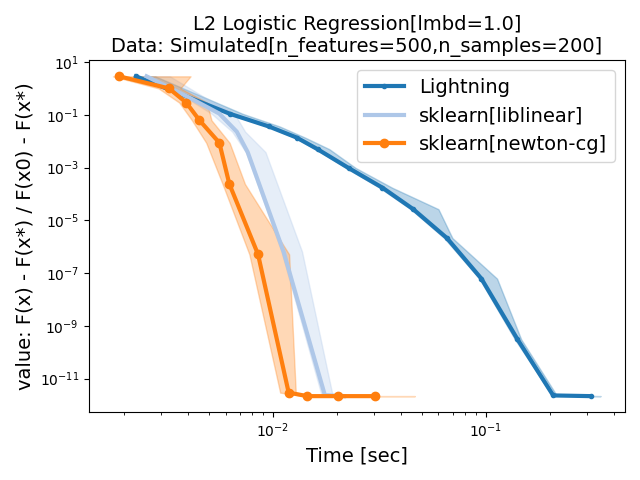 L2 Logistic Regression[lmbd=1.0]
Data: Simulated[n_features=500,n_samples=200]
value: F(x) - F(x*) / F(x0) - F(x*)
10¹
10⁻¹
10⁻³
10⁻⁵
10⁻⁷
10⁻⁹
10⁻¹¹
Lightning
sklearn[liblinear]
sklearn[newton-cg]
10⁻²
10⁻¹
Time [sec]